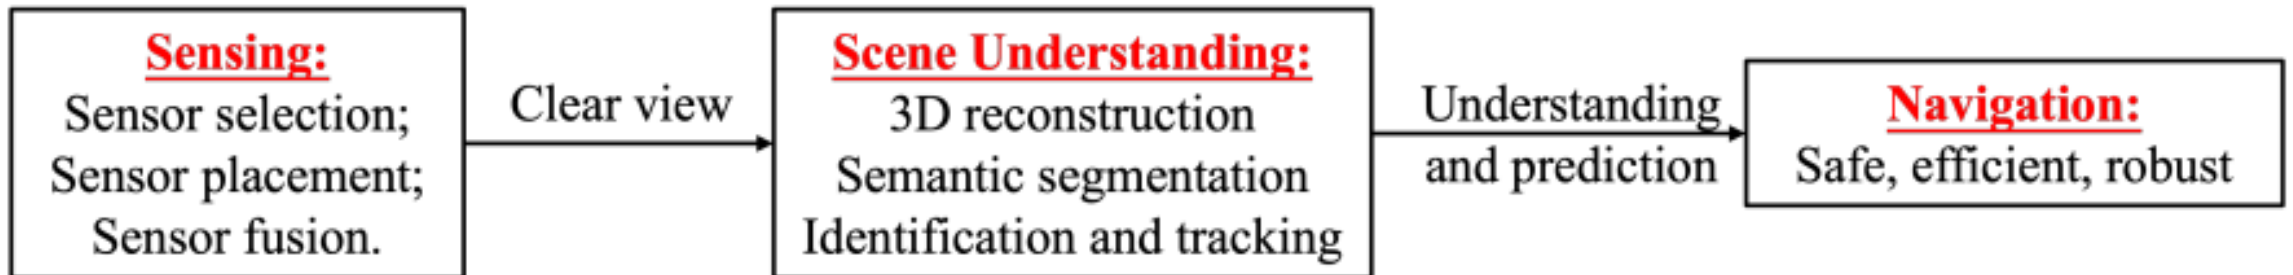 Sensing:
Sensor selection;
Sensor placement;
Sensor fusion.
Clear view
Scene Understanding:
3D reconstruction
Semantic segmentation
Identification and tracking
Understanding
and prediction
Navigation:
Safe, efficient, robust